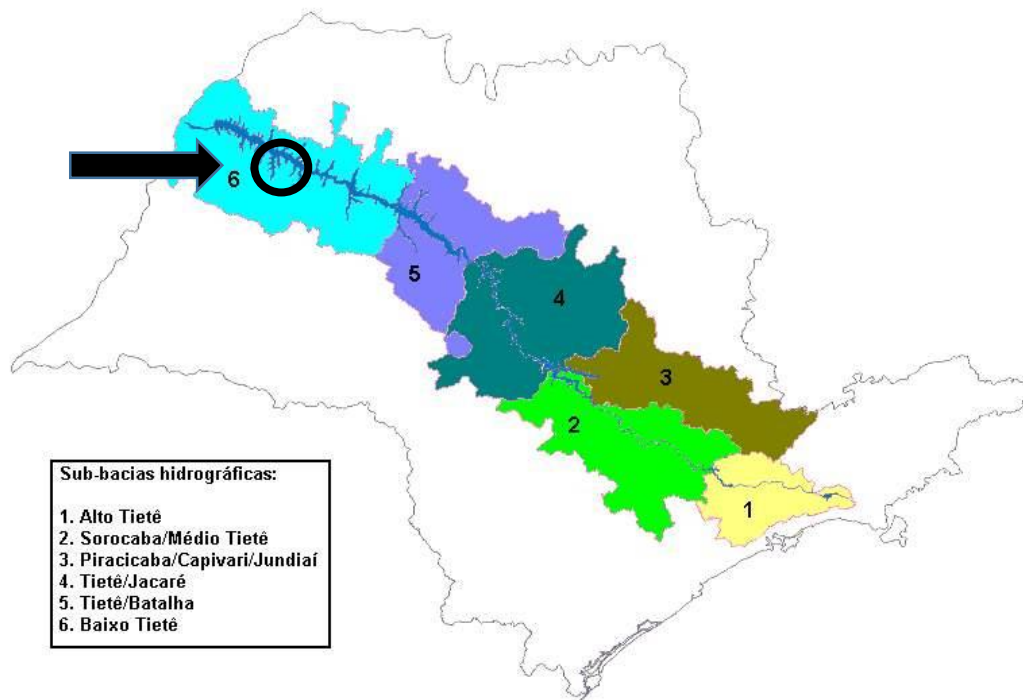 6
5
4
3
2
1
Sub-bacias hidrográficas:
1. Alto Tietê
2. Sorocaba/Médio Tietê
3. Piracicaba/Capivari/Jundiaí
4. Tietê/Jacaré
5. Tietê/Batalha
6. Baixo Tietê